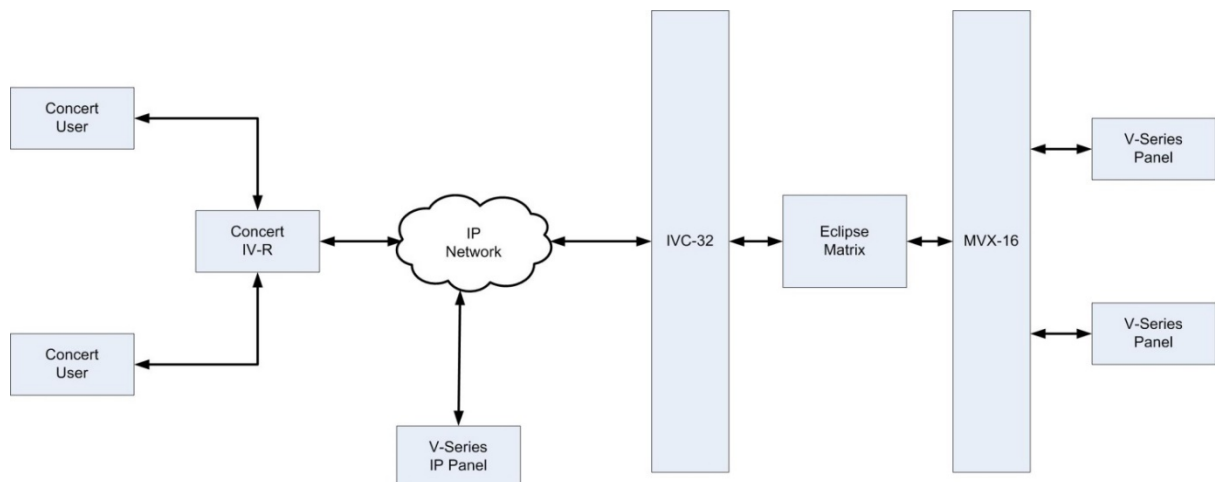 Concert
User
Concert
User
Concert
IV-R
IP
Network
V-Series
IP Panel
IVC-32
Eclipse
Matrix
MVX-16
V-Series
Panel
V-Series
Panel